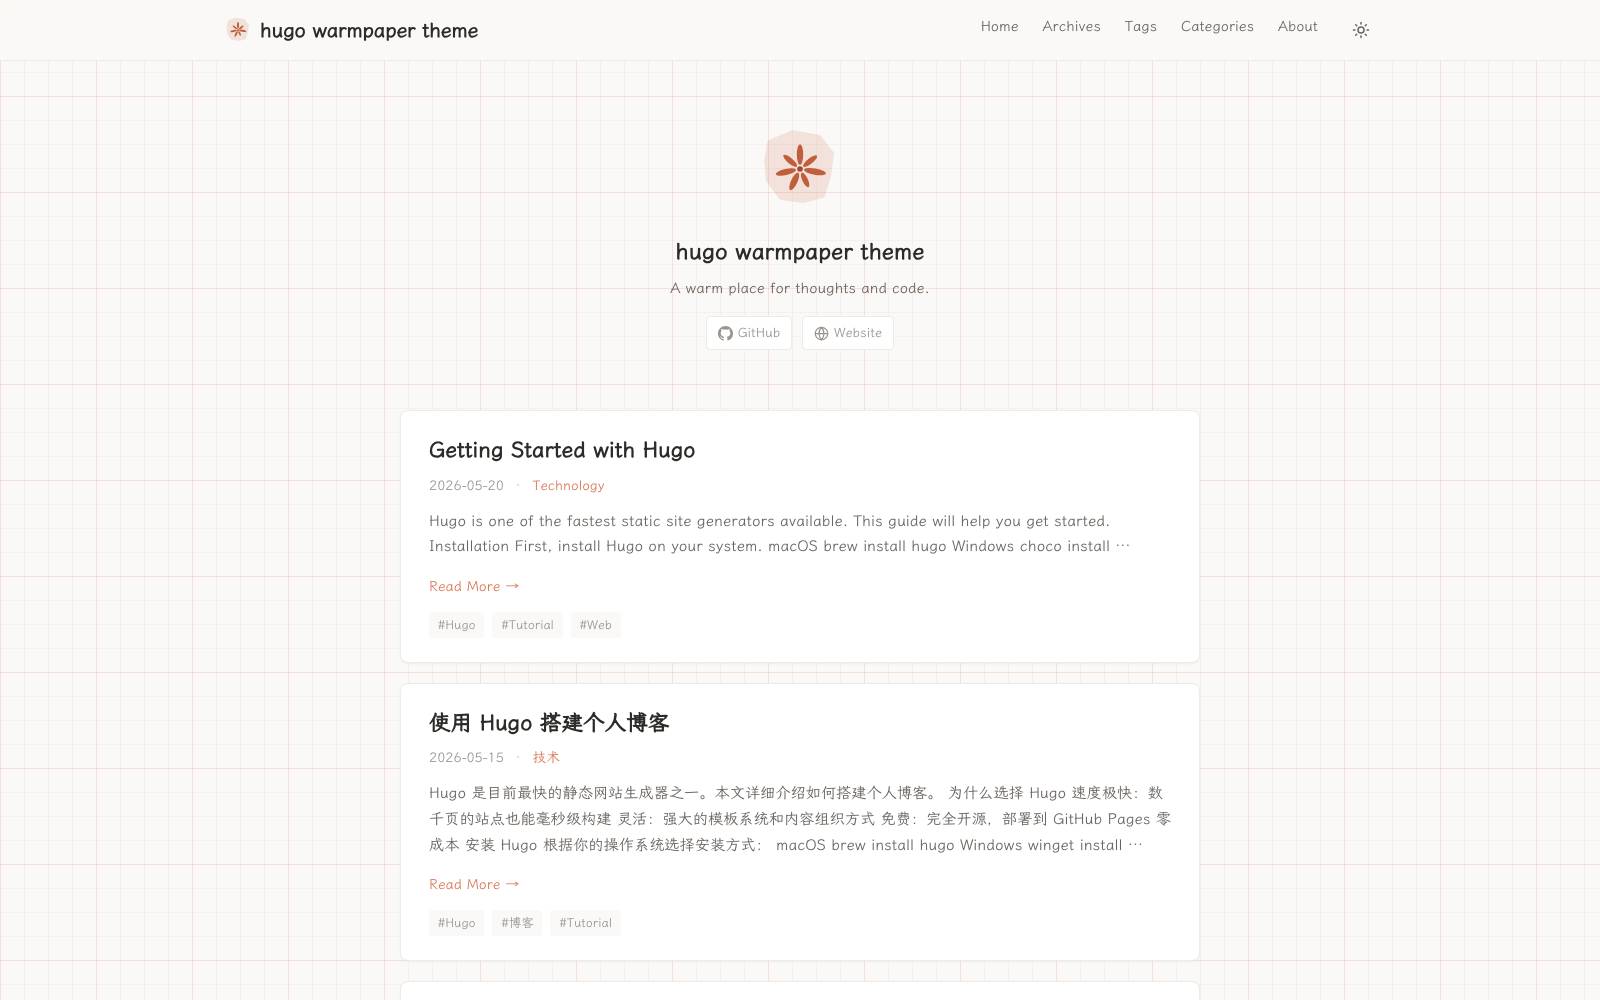 hugo warmpaper theme
Home
Archives
Tags
Categories
About
hugo warmpaper theme
A warm place for thoughts and code.
GitHub
Website
Getting Started with Hugo
2026-05-20 · Technology
Hugo is one of the fastest static site generators available. This guide will help you get started.
Installation First, install Hugo on your system. macOS brew install hugo Windows choco install ⋯
Read More →
#Hugo
#Tutorial
#Web
使用 Hugo 搭建个人博客
2026-05-15 · 技术
Hugo 是目前最快的静态网站生成器之一。本文详细介绍如何搭建个人博客。 为什么选择 Hugo 速度极快：数
千页的站点也能毫秒级构建 灵活：强大的模板系统和内容组织方式 免费：完全开源，部署到 GitHub Pages 零
成本 安装 Hugo 根据你的操作系统选择安装方式： macOS brew install hugo Windows winget install ⋯
Read More →
#Hugo
#博客
#Tutorial